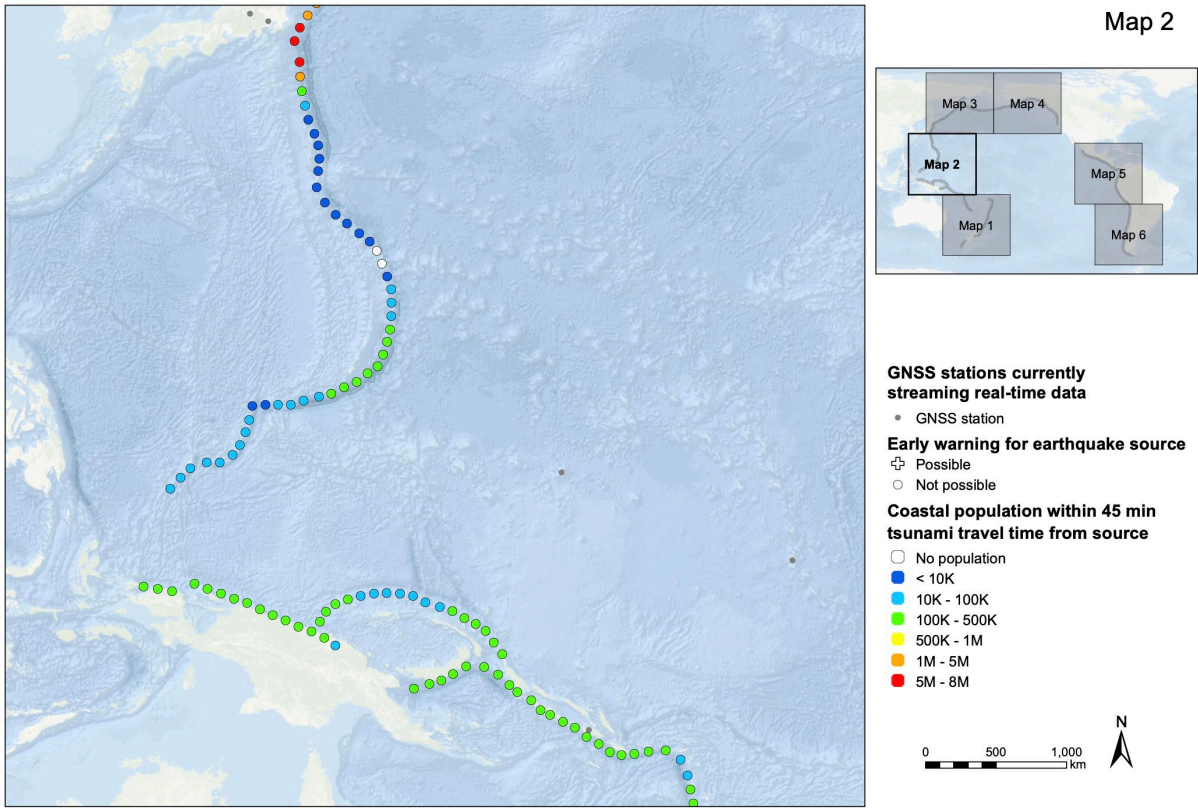 Map 2
Map 3
Map 4
Map 2
Map 5
Map 1
Map 6
GNSS stations currently
streaming real-time data
GNSS station
Early warning for earthquake source
Possible
Not possible
Coastal population within 45 min
tsunami travel time from source
No population
< 10K
10K - 100K
100K - 500K
500K - 1M
1M - 5M
5M - 8M
N
0 500 1,000
km